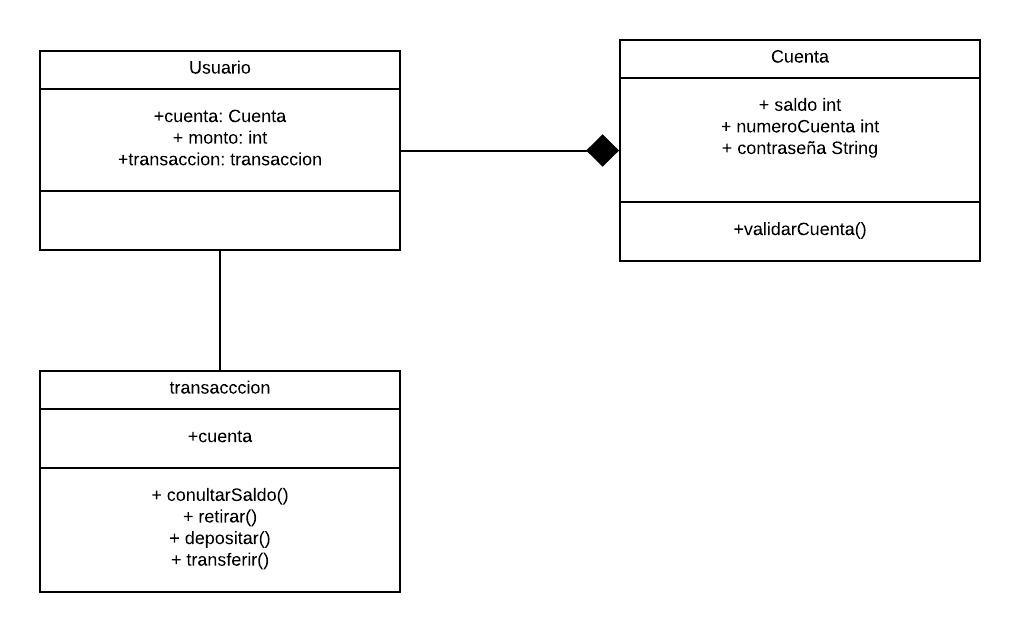 Usuario
+cuenta: Cuenta
+ monto: int
+transaccion: transaccion
Cuenta
+ saldo int
+ numeroCuenta int
+ contraseña String
+validarCuenta()
transacccion
+cuenta
+ conultarSaldo()
+ retirar()
+ depositar()
+ transferir()